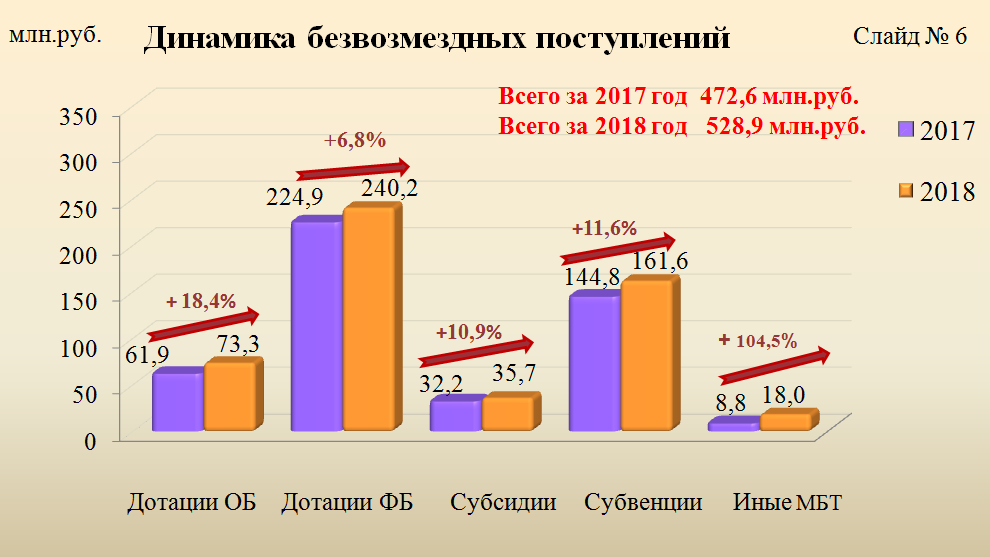 млн.руб.
Динамика безвозмездных поступлений
Слайд № 6
Всего за 2017 год 472,6 млн.руб.
Всего за 2018 год 528,9 млн.руб.
2017
2018
350
300
250
200
150
100
50
0
+ 18,4%
61,9
73,3
+6,8%
224,9
240,2
+10,9%
32,2
35,7
+11,6%
144,8
161,6
+ 104,5%
8,8
18,0
Дотации ОБ
Дотации ФБ
Субсидии
Субвенции
Иные МБТ